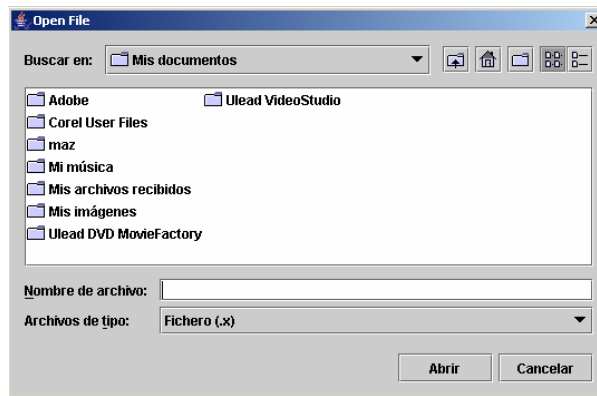 Open File
Buscar en: Mis documentos
Adobe Ulead VideoStudio
Corel User Files
maz
Mi música
Mis archivos recibidos
Mis imágenes
Ulead DVD MovieFactory
Nombre de archivo:
Archivos de tipo: Fichero (.x)
Abrir Cancelar